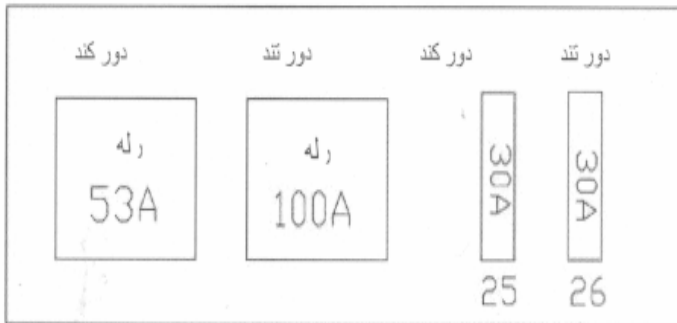 دور کند دور تند دور کند دور تند
رله رله
53A 100A 30A 30A
25 26